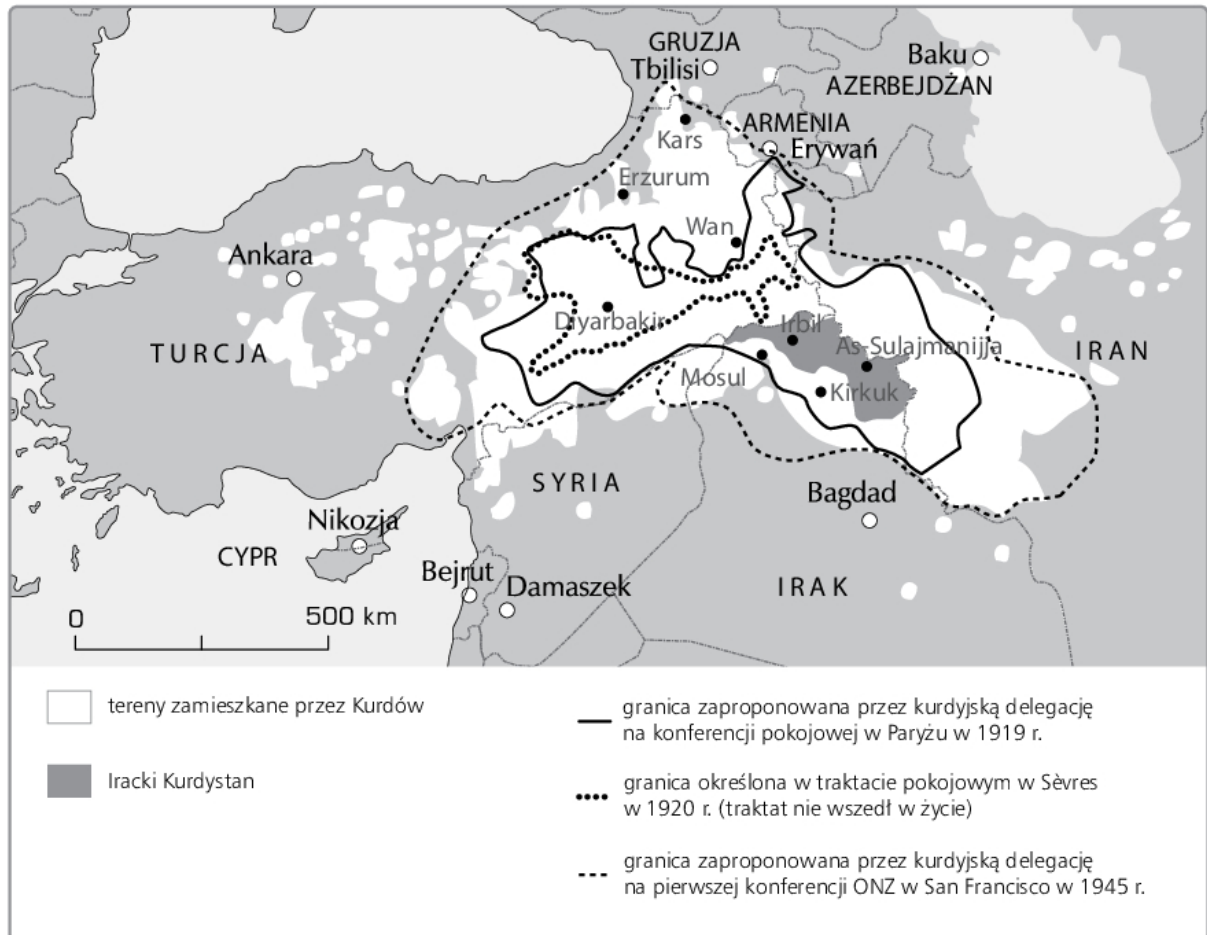 GRUZJA
Tbilisi
Baku
AZERBEJDŻAN
ARMENIA
Erywań
Kars
Erzurum
Wan
Ankara
TURCJA
Diyarbakir
Irbil
As-Sulajmanijja
IRAN
Mosul
Kirkuk
SYRIA
Bagdad
Nikozja
CYPR
Bejrut
Damaszek
IRAK
0 500 km
tereny zamieszkane przez Kurdów
Iracki Kurdystan
granica zaproponowana przez kurdyjską delegację
na konferencji pokojowej w Paryżu w 1919 r.
granica określona w traktacie pokojowym w Sèvres
w 1920 r. (traktat nie wszedł w życie)
granica zaproponowana przez kurdyjską delegację
na pierwszej konferencji ONZ w San Francisco w 1945 r.